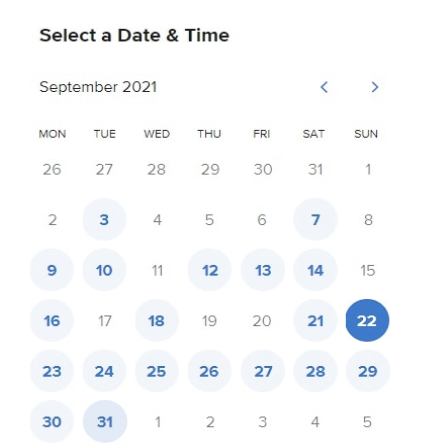 Select a Date & Time
September 2021
MON TUE WED THU FRI SAT SUN
26 27 28 29 30 31 1
2 3 4 5 6 7 8
9 10 11 12 13 14 15
16 17 18 19 20 21 22
23 24 25 26 27 28 29
30 31 1 2 3 4 5